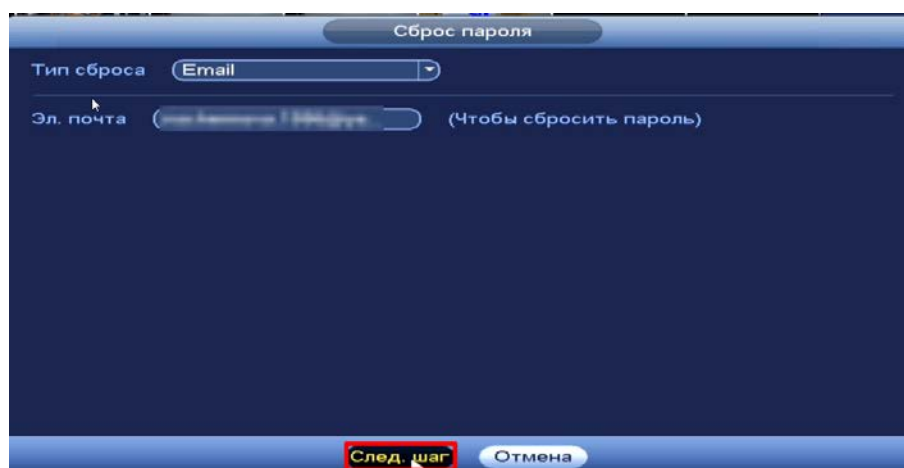 Сброс пароля
Тип сброса Email
Эл. почта (Чтобы сбросить пароль)
След. шаг Отмена